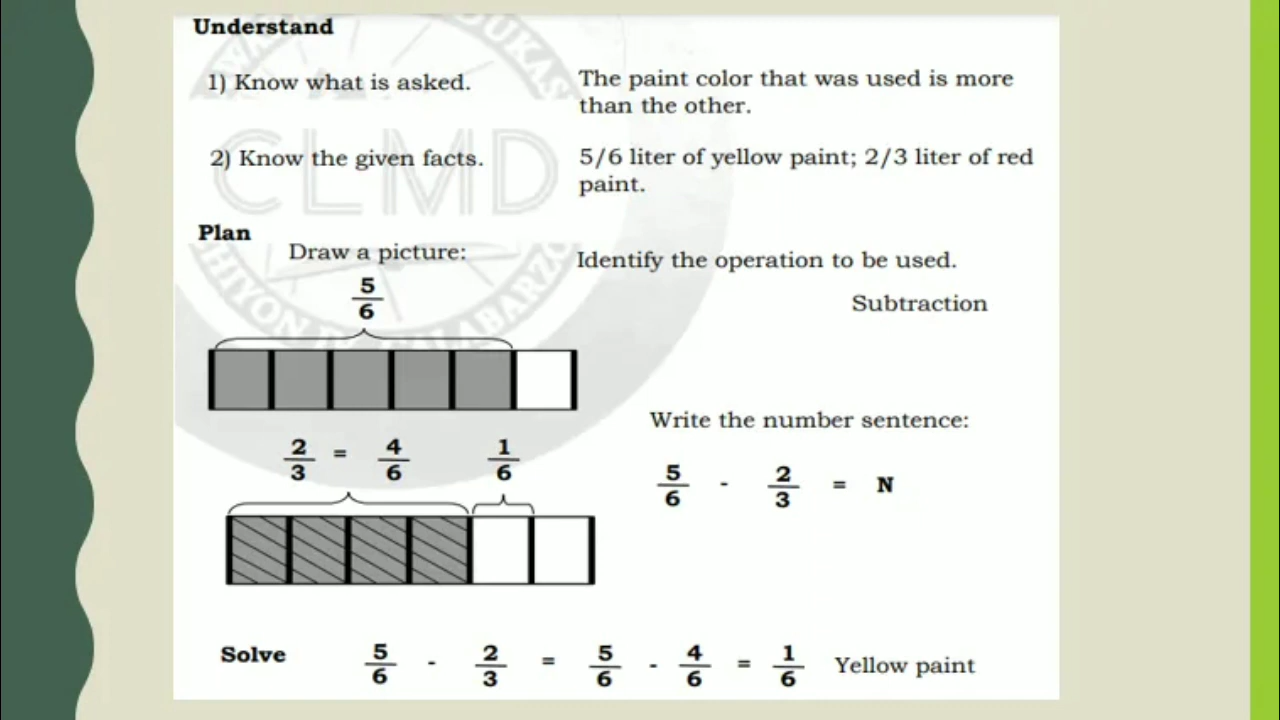 Understand
1) Know what is asked.
The paint color that was used is more
than the other.
2) Know the given facts.
5/6 liter of yellow paint; 2/3 liter of red
paint.
Plan
Draw a picture:
Identify the operation to be used.
Subtraction
5/6
2/3 = 4/6 1/6
Write the number sentence:
5/6 - 2/3 = N
Solve 5/6 - 2/3 = 5/6 - 4/6 = 1/6 Yellow paint
CLMD